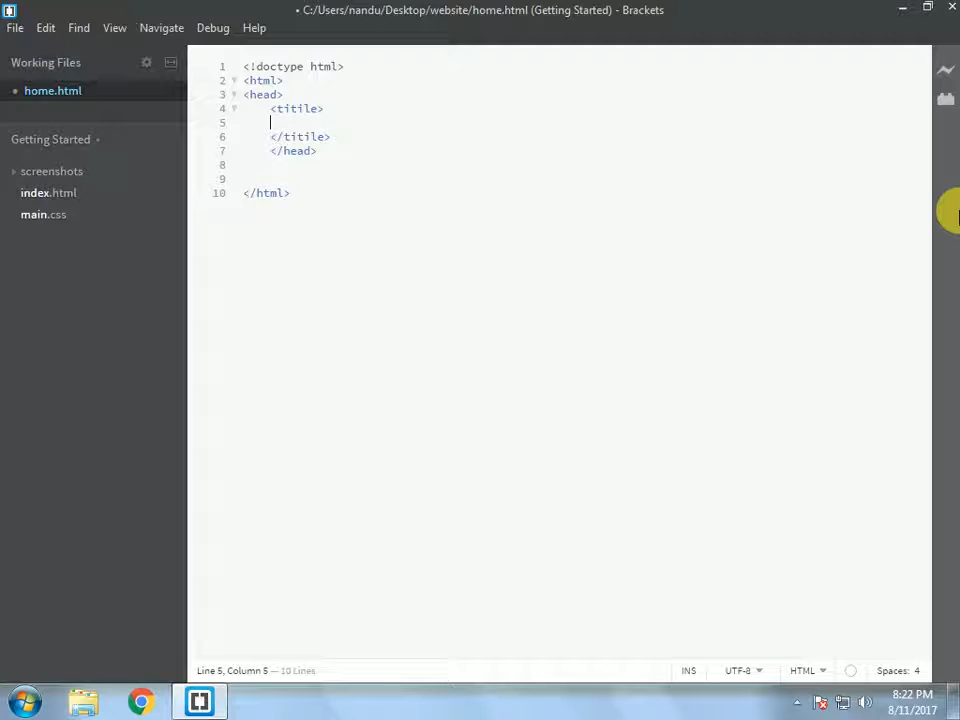 • C:/Users/nandu/Desktop/website/home.html (Getting Started) - Brackets
File Edit Find View Navigate Debug Help
Working Files
• home.html
Getting Started
screenshots
index.html
main.css
1 <!doctype html>
2 <html>
3 <head>
4 <titile>
5
6 </titile>
7 </head>
8
9
10 </html>
Line 5, Column 5 — 10 Lines
INS UTF-8 HTML Spaces: 4
8:22 PM
8/11/2017